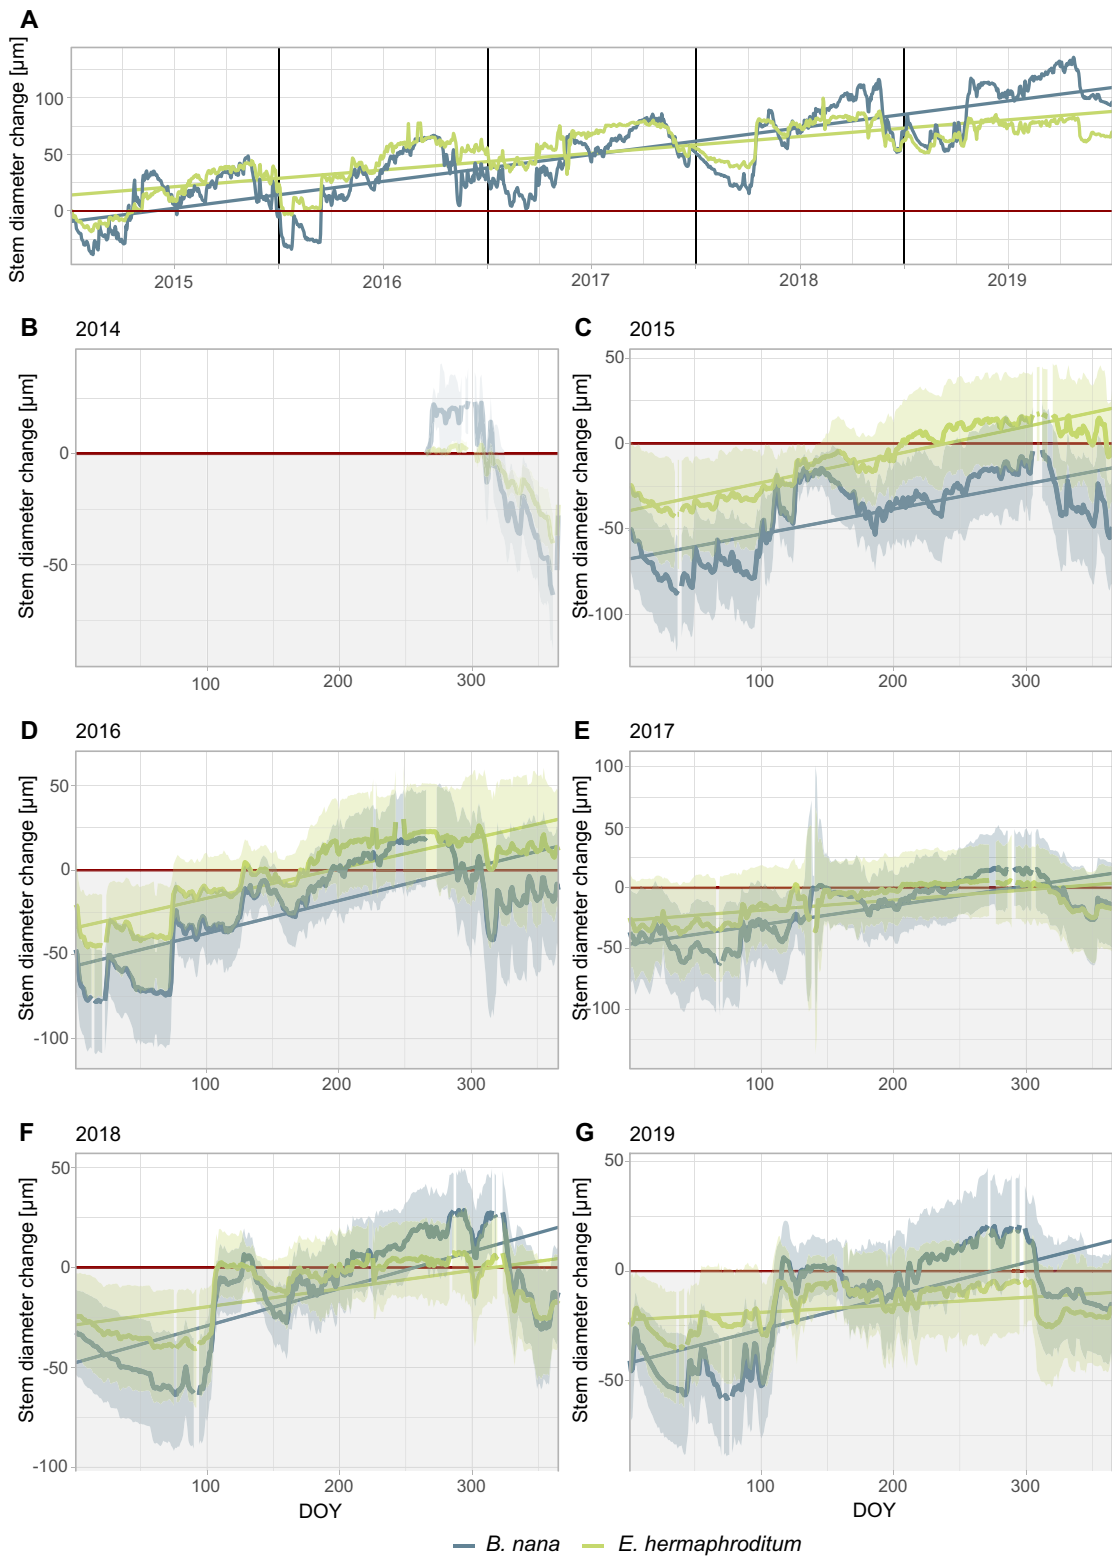 A
Stem diameter change [µm]
100
50
0
2015 2016 2017 2018 2019
B 2014
Stem diameter change [µm]
0
-50
100 200 300
C 2015
Stem diameter change [µm]
50
0
-50
-100
100 200 300
D 2016
Stem diameter change [µm]
50
0
-50
-100
100 200 300
E 2017
Stem diameter change [µm]
100
50
0
-50
-100
100 200 300
F 2018
Stem diameter change [µm]
50
0
-50
-100
100 200 300
DOY
G 2019
Stem diameter change [µm]
50
0
-50
100 200 300
DOY
B. nana E. hermaphroditum